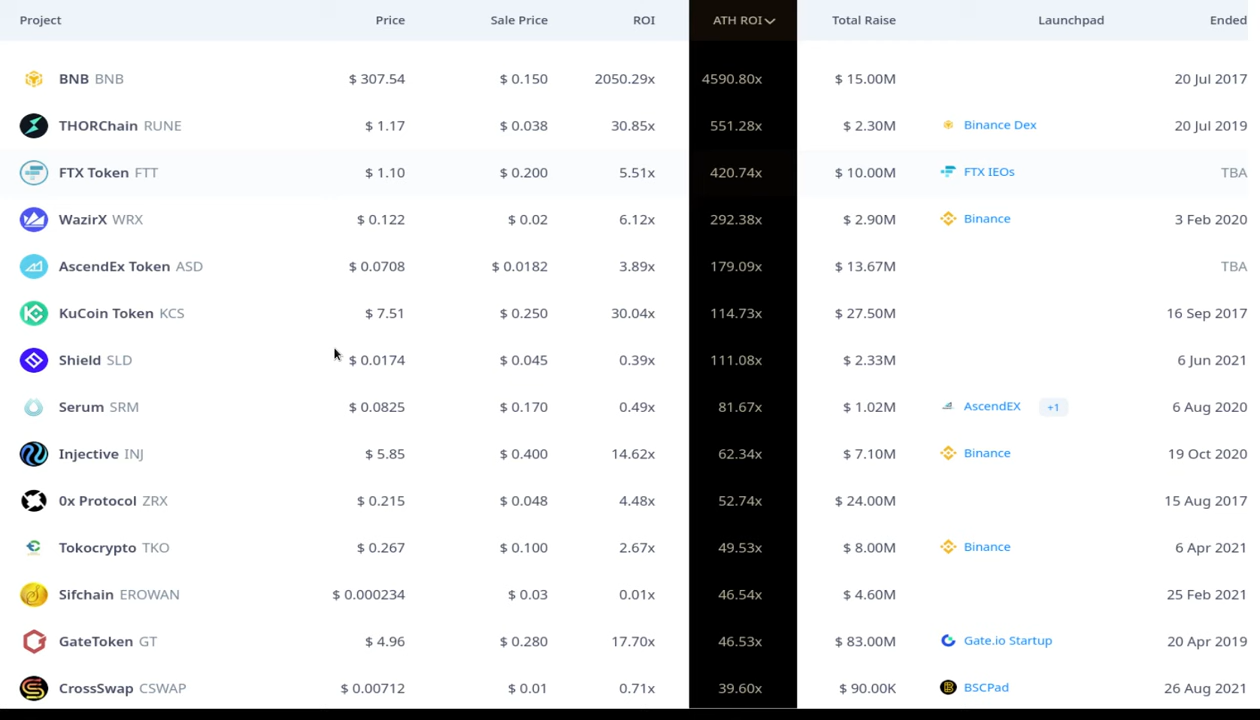 Project Price Sale Price ROI ATH ROI Total Raise Launchpad Ended
BNB BNB $ 307.54 $ 0.150 2050.29x 4590.80x $ 15.00M 20 Jul 2017
THORChain RUNE $ 1.17 $ 0.038 30.85x 551.28x $ 2.30M Binance Dex 20 Jul 2019
FTX Token FTT $ 1.10 $ 0.200 5.51x 420.74x $ 10.00M FTX IEOs TBA
WazirX WRX $ 0.122 $ 0.02 6.12x 292.38x $ 2.90M Binance 3 Feb 2020
AscendEx Token ASD $ 0.0708 $ 0.0182 3.89x 179.09x $ 13.67M TBA
KuCoin Token KCS $ 7.51 $ 0.250 30.04x 114.73x $ 27.50M 16 Sep 2017
Shield SLD $ 0.0174 $ 0.045 0.39x 111.08x $ 2.33M 6 Jun 2021
Serum SRM $ 0.0825 $ 0.170 0.49x 81.67x $ 1.02M AscendEX +1 6 Aug 2020
Injective INJ $ 5.85 $ 0.400 14.62x 62.34x $ 7.10M Binance 19 Oct 2020
0x Protocol ZRX $ 0.215 $ 0.048 4.48x 52.74x $ 24.00M 15 Aug 2017
Tokocrypto TKO $ 0.267 $ 0.100 2.67x 49.53x $ 8.00M Binance 6 Apr 2021
Sifchain EROWAN $ 0.000234 $ 0.03 0.01x 46.54x $ 4.60M 25 Feb 2021
GateToken GT $ 4.96 $ 0.280 17.70x 46.53x $ 83.00M Gate.io Startup 20 Apr 2019
CrossSwap CSWAP $ 0.00712 $ 0.01 0.71x 39.60x $ 90.00K BSCPad 26 Aug 2021